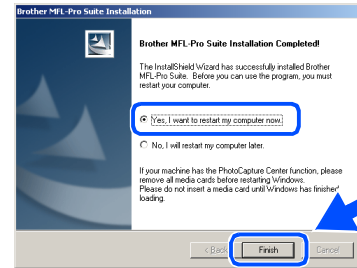 Brother MFL-Pro Suite Installation
Brother MFL-Pro Suite Installation Completed!
The InstallShield Wizard has successfully installed Brother
MFL-Pro Suite. Before you can use the program, you must
restart your computer.
Yes, I want to restart my computer now.
No, I will restart my computer later.
If your machine has the PhotoCapture Center function, please
remove all media cards before restarting Windows.
Please do not insert a media card until Windows has finished
loading.
< Back Finish Cancel